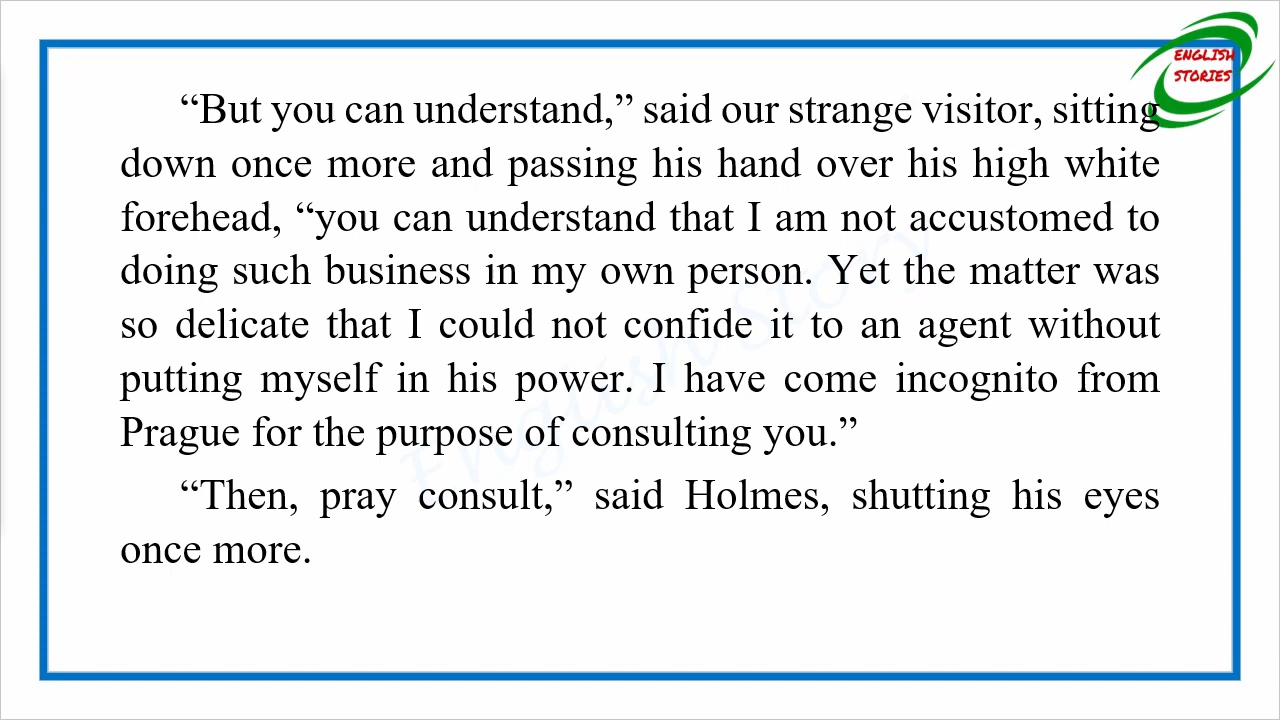 ENGLISH
STORIES
“But you can understand,” said our strange visitor, sitting
down once more and passing his hand over his high white
forehead, “you can understand that I am not accustomed to
doing such business in my own person. Yet the matter was
so delicate that I could not confide it to an agent without
putting myself in his power. I have come incognito from
Prague for the purpose of consulting you.”
“Then, pray consult,” said Holmes, shutting his eyes
once more.
English Story